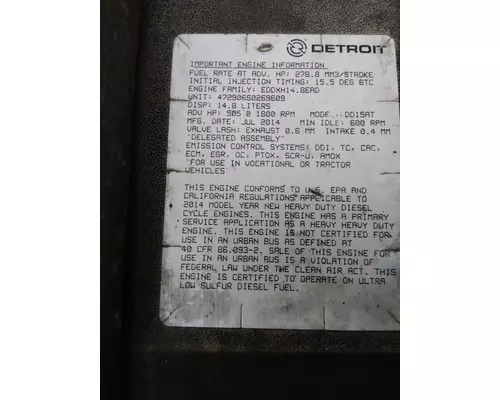 DETROIT
IMPORTANT ENGINE INFORMATION
FUEL RATE AT ADV. HP: 278.8 MM3/STROKE
INITIAL INJECTION TIMING: 15.5 DEG BTC
ENGINE FAMILY: EDDXH14.8EAD
UNIT: 472906S0269609
DISP: 14.8 LITERS
ADV HP: 505 @ 1800 RPM MODEL: DD15AT
MFG. DATE: JUL 2014 MIN IDLE: 600 RPM
VALVE LASH: EXHAUST 0.6 MM INTAKE 0.4 MM
"DELEGATED ASSEMBLY"
EMISSION CONTROL SYSTEMS: DDI, TC, CAC,
ECM, EGR, OC, PTOX, SCR-U, AMOX
"FOR USE IN VOCATIONAL OR TRACTOR
VEHICLES"
THIS ENGINE CONFORMS TO U.S. EPA AND
CALIFORNIA REGULATIONS APPLICABLE TO
2014 MODEL YEAR NEW HEAVY DUTY DIESEL
CYCLE ENGINES. THIS ENGINE HAS A PRIMARY
SERVICE APPLICATION AS A HEAVY HEAVY DUTY
ENGINE. THIS ENGINE IS NOT CERTIFIED FOR
USE IN AN URBAN BUS AS DEFINED AT
40 CFR 86.093-2. SALE OF THIS ENGINE FOR
USE IN AN URBAN BUS IS A VIOLATION OF
FEDERAL LAW UNDER THE CLEAN AIR ACT. THIS
ENGINE IS CERTIFIED TO OPERATE ON ULTRA
LOW SULFUR DIESEL FUEL.